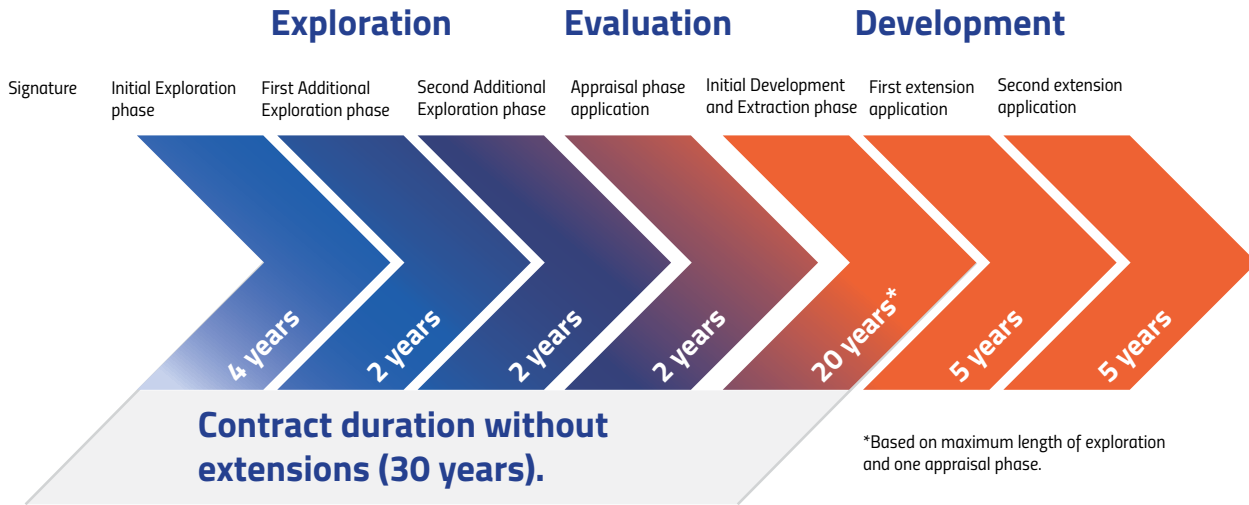 Exploration
Evaluation
Development
Signature
Initial Exploration
phase
First Additional
Exploration phase
Second Additional
Exploration phase
Appraisal phase
application
Initial Development
and Extraction phase
First extension
application
Second extension
application
4 years
2 years
2 years
2 years
20 years*
5 years
5 years
Contract duration without
extensions (30 years).
*Based on maximum length of exploration
and one appraisal phase.